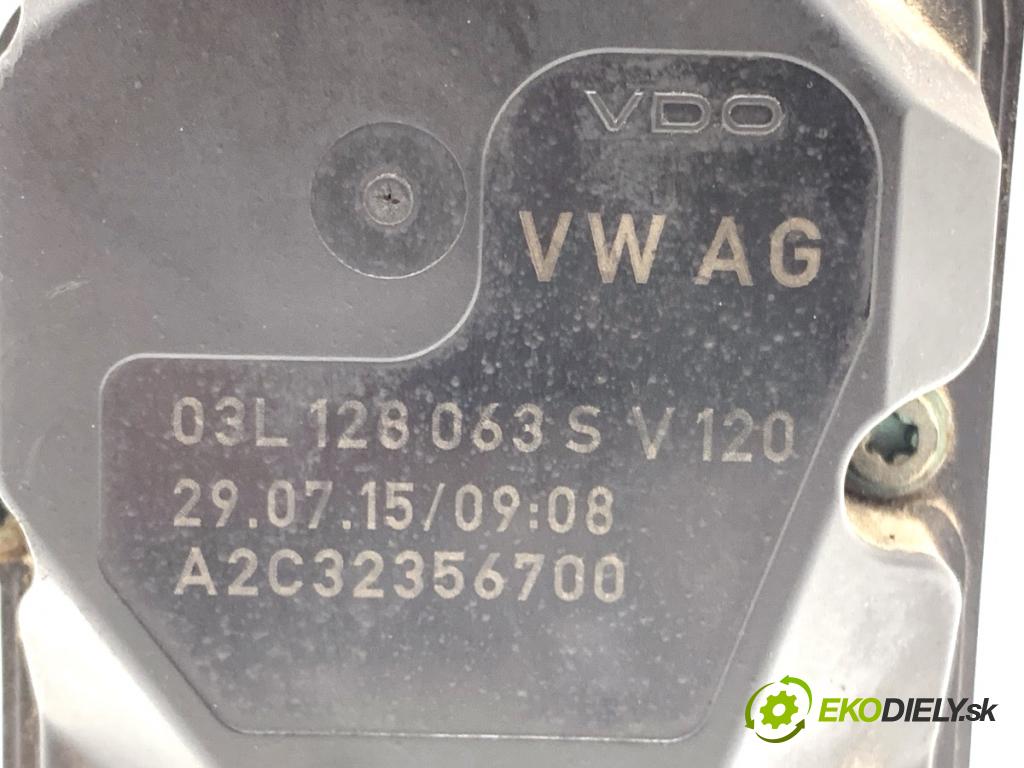 VDO
VW AG
03L 128 063 S V 120
29.07.15/09:08
A2C32356700
EKODIELY.sk